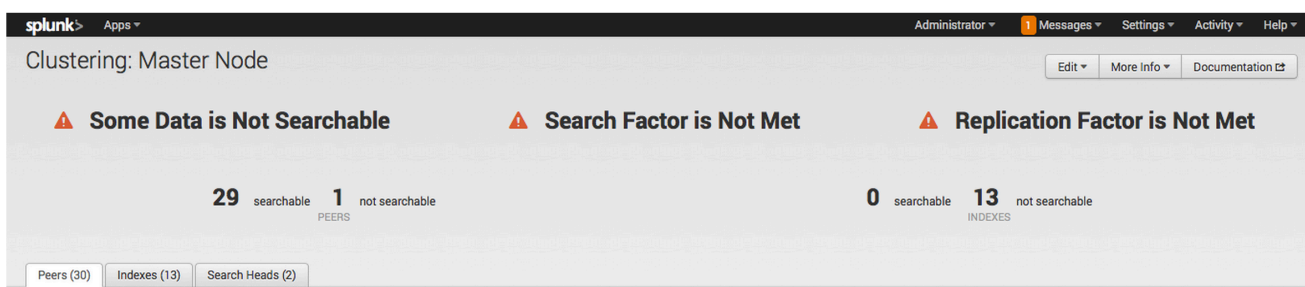 splunk> Apps Administrator 1 Messages Settings Activity Help
Clustering: Master Node
Edit More Info Documentation
Some Data is Not Searchable Search Factor is Not Met Replication Factor is Not Met
29 searchable 1 not searchable 0 searchable 13 not searchable
PEERS INDEXES
Peers (30) Indexes (13) Search Heads (2)